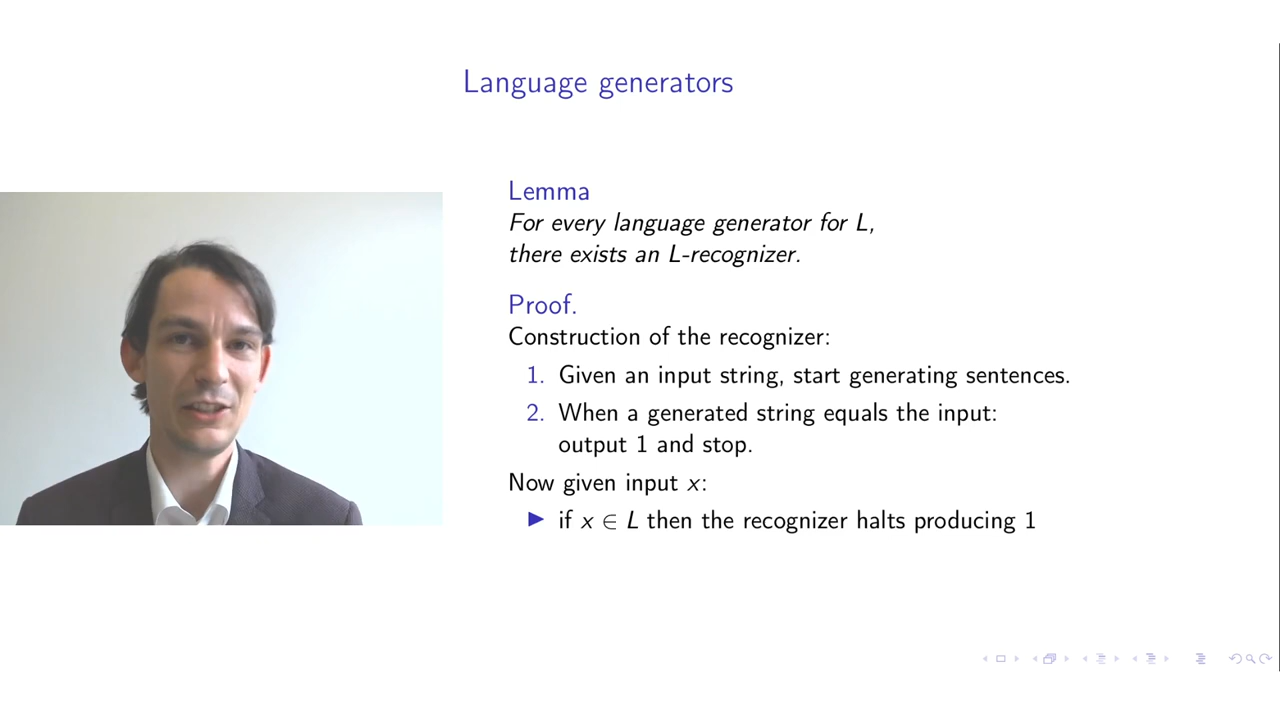 Language generators
Lemma
For every language generator for L,
there exists an L-recognizer.
Proof.
Construction of the recognizer:
1. Given an input string, start generating sentences.
2. When a generated string equals the input:
output 1 and stop.
Now given input x:
▶ if x ∈ L then the recognizer halts producing 1